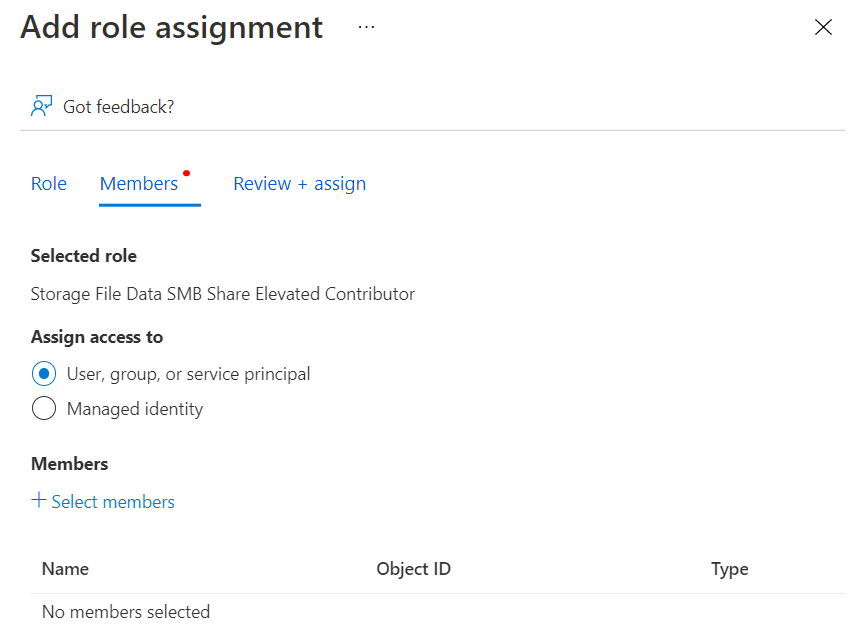 Add role assignment ...
Got feedback?
Role Members Review + assign
Selected role
Storage File Data SMB Share Elevated Contributor
Assign access to
User, group, or service principal
Managed identity
Members
+ Select members
Name Object ID Type
No members selected